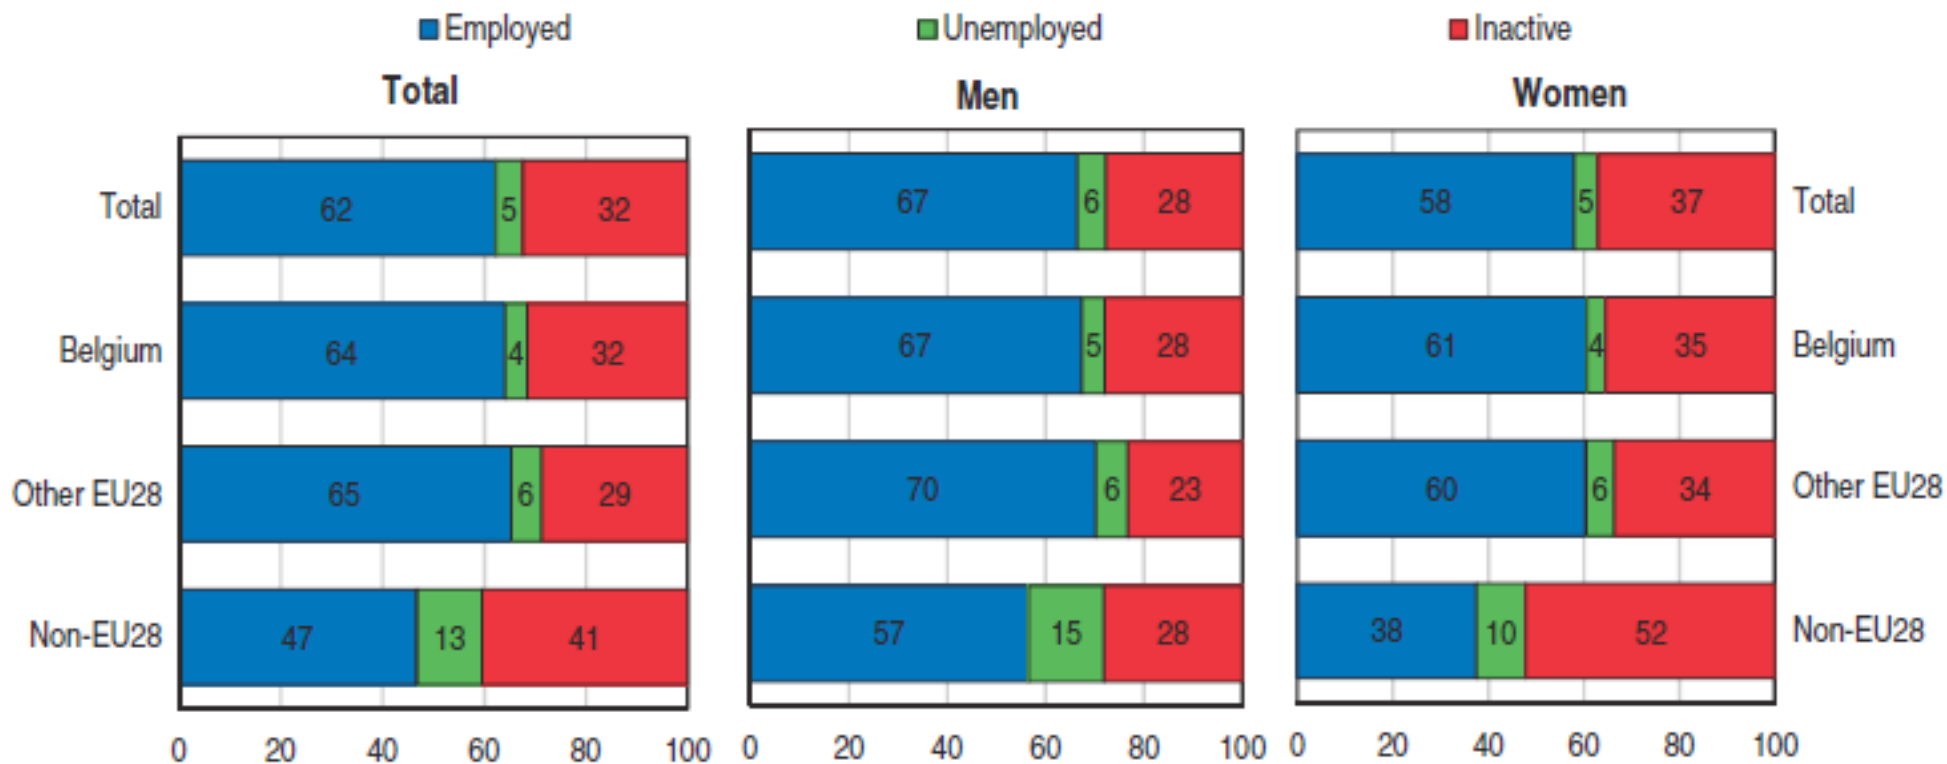 Employed Unemployed Inactive
Total Men Women
Total 62 5 32 67 6 28 58 5 37 Total
Belgium 64 4 32 67 5 28 61 4 35 Belgium
Other EU28 65 6 29 70 6 23 60 6 34 Other EU28
Non-EU28 47 13 41 57 15 28 38 10 52 Non-EU28
0 20 40 60 80 100 0 20 40 60 80 100 0 20 40 60 80 100